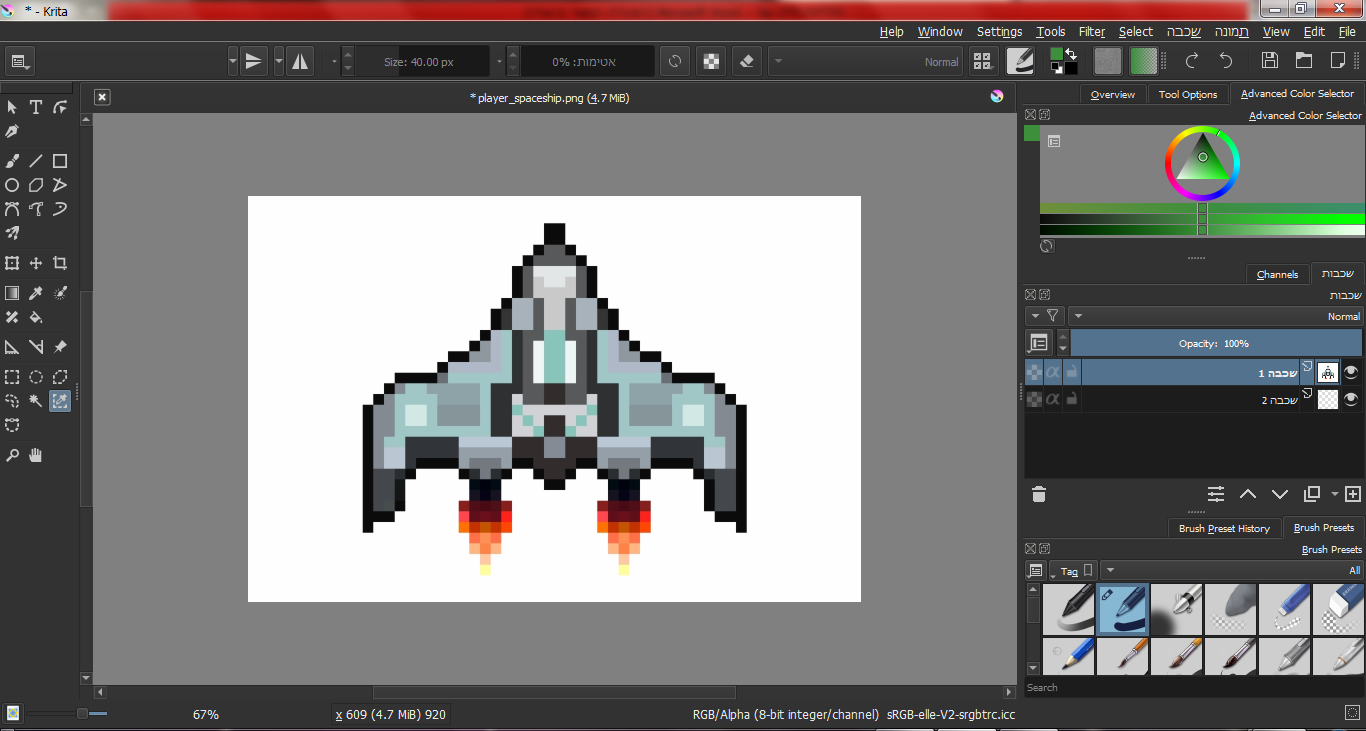 * - Krita
Help Window Settings Tools Filter Select שכבה תמונה View Edit File
Size: 40.00 px
אטימות: 0%
Normal
* player_spaceship.png (4.7 MiB)
Overview Tool Options Advanced Color Selector
Advanced Color Selector
Channels שכבות
שכבות
Normal
Opacity: 100%
שכבה 1
שכבה 2
Brush Preset History Brush Presets
Brush Presets
Tag All
Search
67%
920 x 609 (4.7 MiB)
RGB/Alpha (8-bit integer/channel) sRGB-elle-V2-srgbtrc.icc